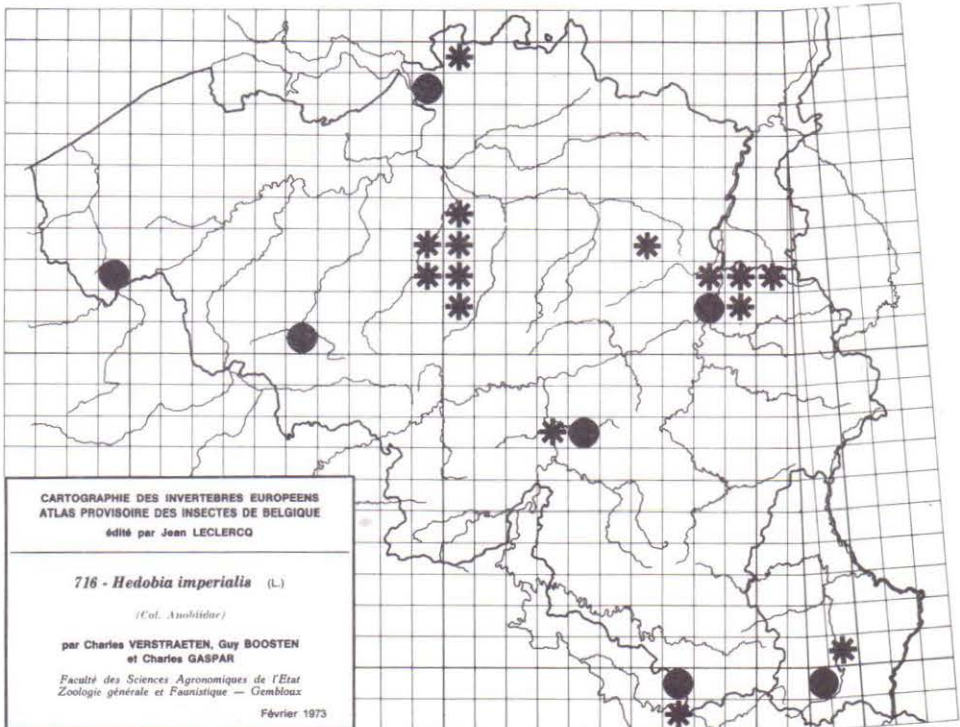 CARTOGRAPHIE DES INVERTEBRES EUROPEENS
ATLAS PROVISOIRE DES INSECTES DE BELGIQUE
édité par Jean LECLERCQ
716 - Hedobia imperialis (L.)
(Col. Anobiidae)
par Charles VERSTRAETEN, Guy BOOSTEN
et Charles GASPAR
Faculté des Sciences Agronomiques de l'Etat
Zoologie générale et Faunistique — Gembloux
Février 1973